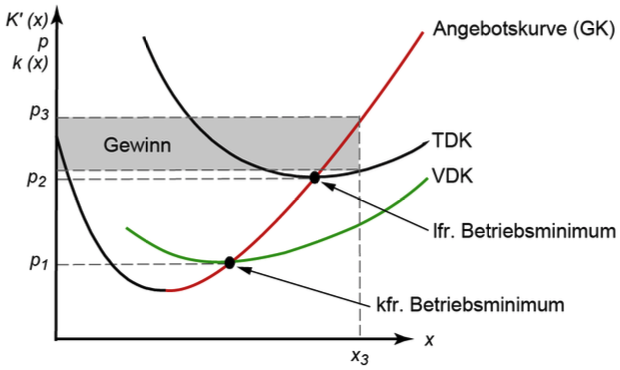 K' (x)
p
k (x)
Angebotskurve (GK)
p3
Gewinn
TDK
p2
VDK
lfr. Betriebsminimum
p1
kfr. Betriebsminimum
x
x3